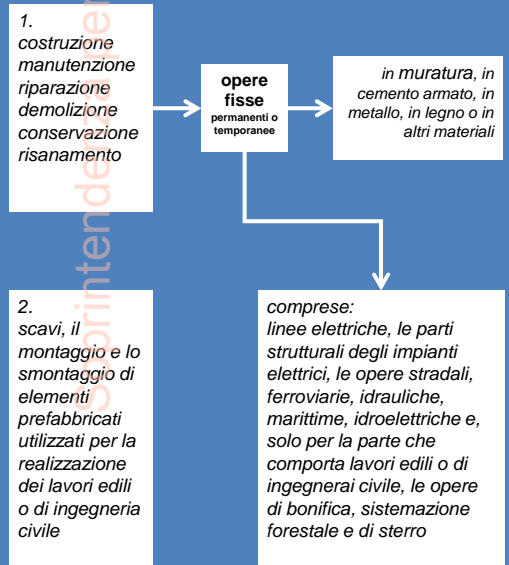 1.
costruzione
manutenzione
riparazione
demolizione
conservazione
risanamento
opere
fisse
permanenti o
temporanee
in muratura, in
cemento armato, in
metallo, in legno o in
altri materiali
2.
scavi, il
montaggio e lo
smontaggio di
elementi
prefabbricati
utilizzati per la
realizzazione
dei lavori edili
o di ingegneria
civile
comprese:
linee elettriche, le parti
strutturali degli impianti
elettrici, le opere stradali,
ferroviarie, idrauliche,
marittime, idroelettriche e,
solo per la parte che
comporta lavori edili o di
ingegnerai civile, le opere
di bonifica, sistemazione
forestale e di sterro
Soprintendenza per